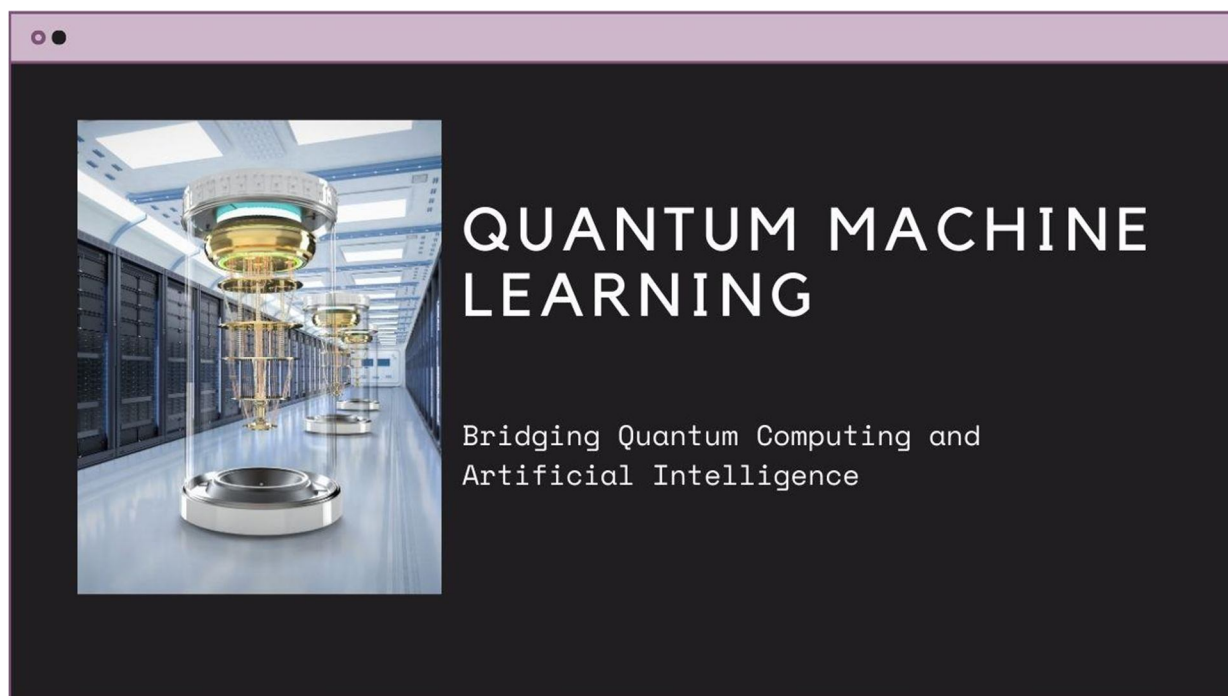 QUANTUM MACHINE
LEARNING
Bridging Quantum Computing and
Artificial Intelligence